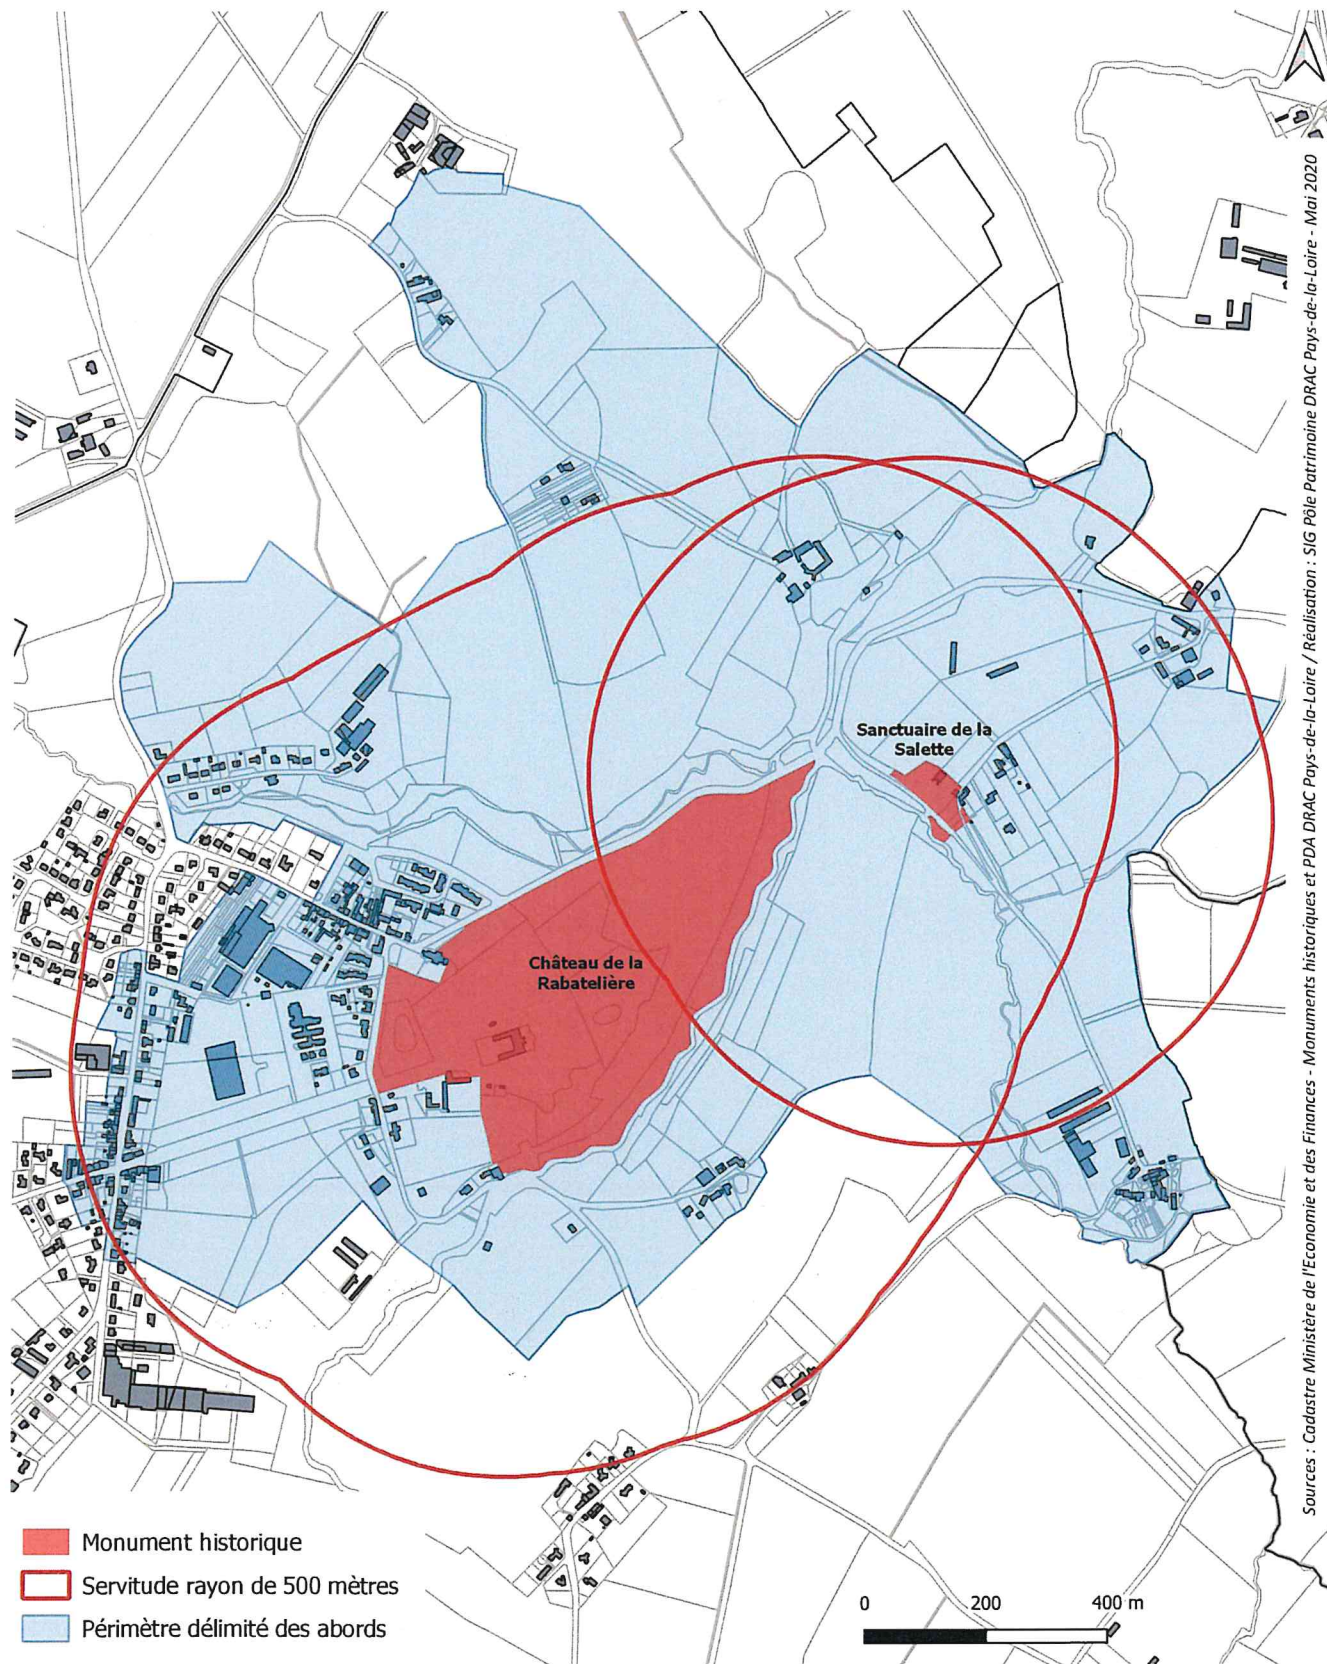 Sanctuaire de la
Salette
Château de la
Rabatelière
Monument historique
Servitude rayon de 500 mètres
Périmètre délimité des abords
0 200 400 m
Sources : Cadastre Ministère de l'Economie et des Finances - Monuments historiques et PDA DRAC Pays-de-la-Loire / Réalisation : SIG Pôle Patrimoine DRAC Pays-de-la-Loire - Mai 2020